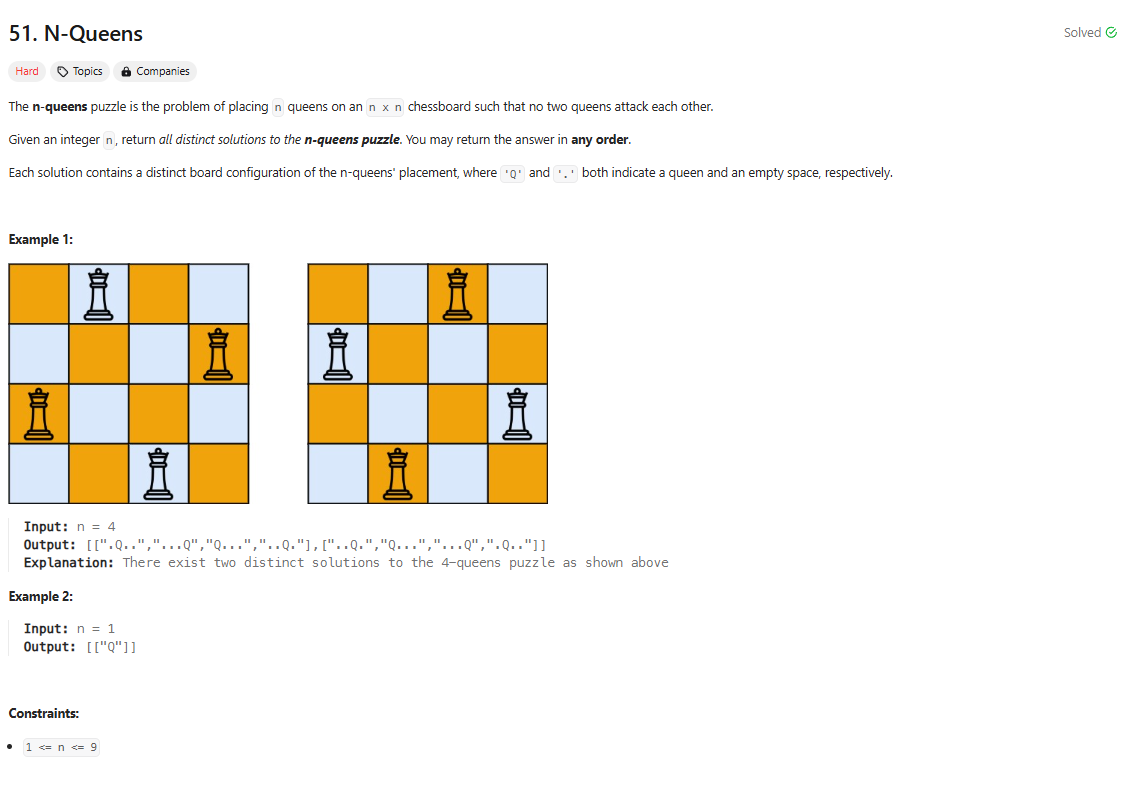 51. N-Queens
Solved
Hard Topics Companies
The n-queens puzzle is the problem of placing n queens on an n x n chessboard such that no two queens attack each other.
Given an integer n, return all distinct solutions to the n-queens puzzle. You may return the answer in any order.
Each solution contains a distinct board configuration of the n-queens' placement, where 'Q' and '.' both indicate a queen and an empty space, respectively.
Example 1:
Input: n = 4
Output: [[".Q..","...Q","Q...","..Q."],["..Q.","Q...","...Q",".Q.."]]
Explanation: There exist two distinct solutions to the 4-queens puzzle as shown above
Example 2:
Input: n = 1
Output: [["Q"]]
Constraints:
• 1 <= n <= 9